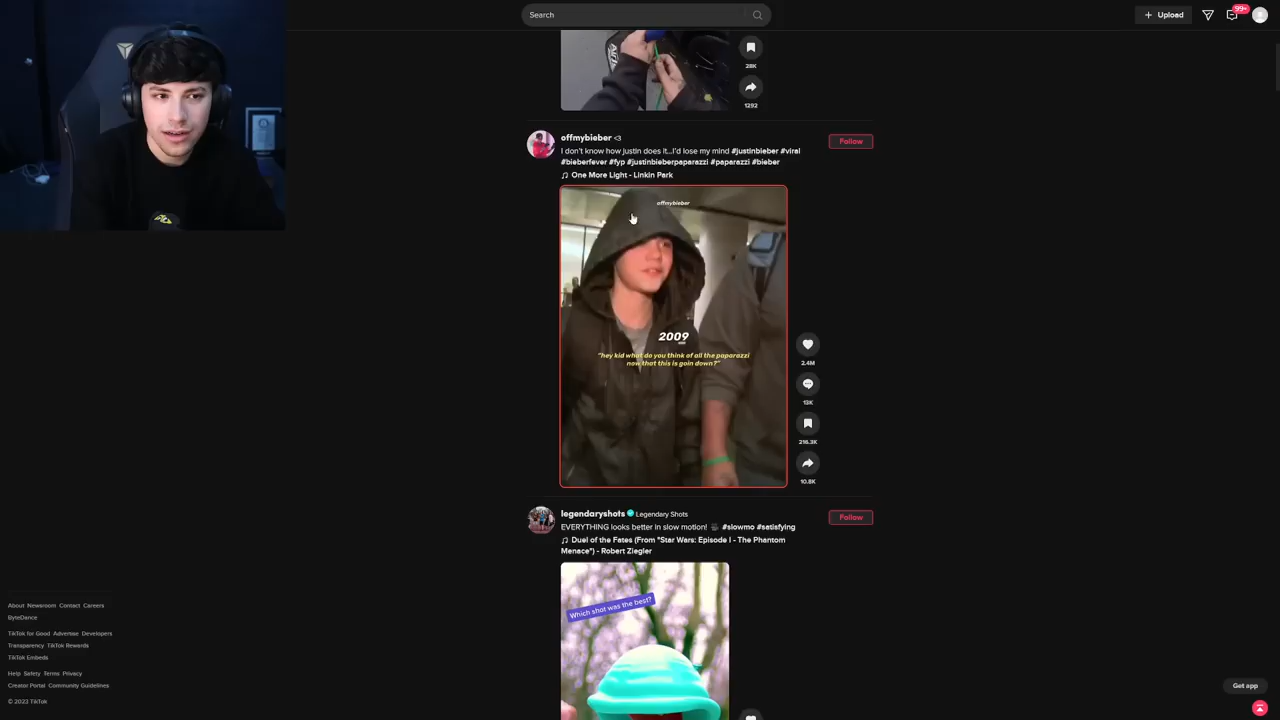 Search
Upload
99+
28K
1292
offmybieber <3
Follow
I don't know how justin does it...I'd lose my mind #justinbieber #viral
#bieberfever #fyp #justinbieberpaparazzi #paparazzi #bieber
One More Light - Linkin Park
offmybieber
2009
"hey kid what do you think of all the paparazzi
now that this is goin down?"
2.4M
13K
216.3K
10.8K
legendaryshots Legendary Shots
Follow
EVERYTHING looks better in slow motion! #slowmo #satisfying
Duel of the Fates (From "Star Wars: Episode I - The Phantom
Menace") - Robert Ziegler
Which shot was the best?
About Newsroom Contact Careers
ByteDance
TikTok for Good Advertise Developers
Transparency TikTok Rewards
TikTok Embeds
Help Safety Terms Privacy
Creator Portal Community Guidelines
© 2022 TikTok
Get app